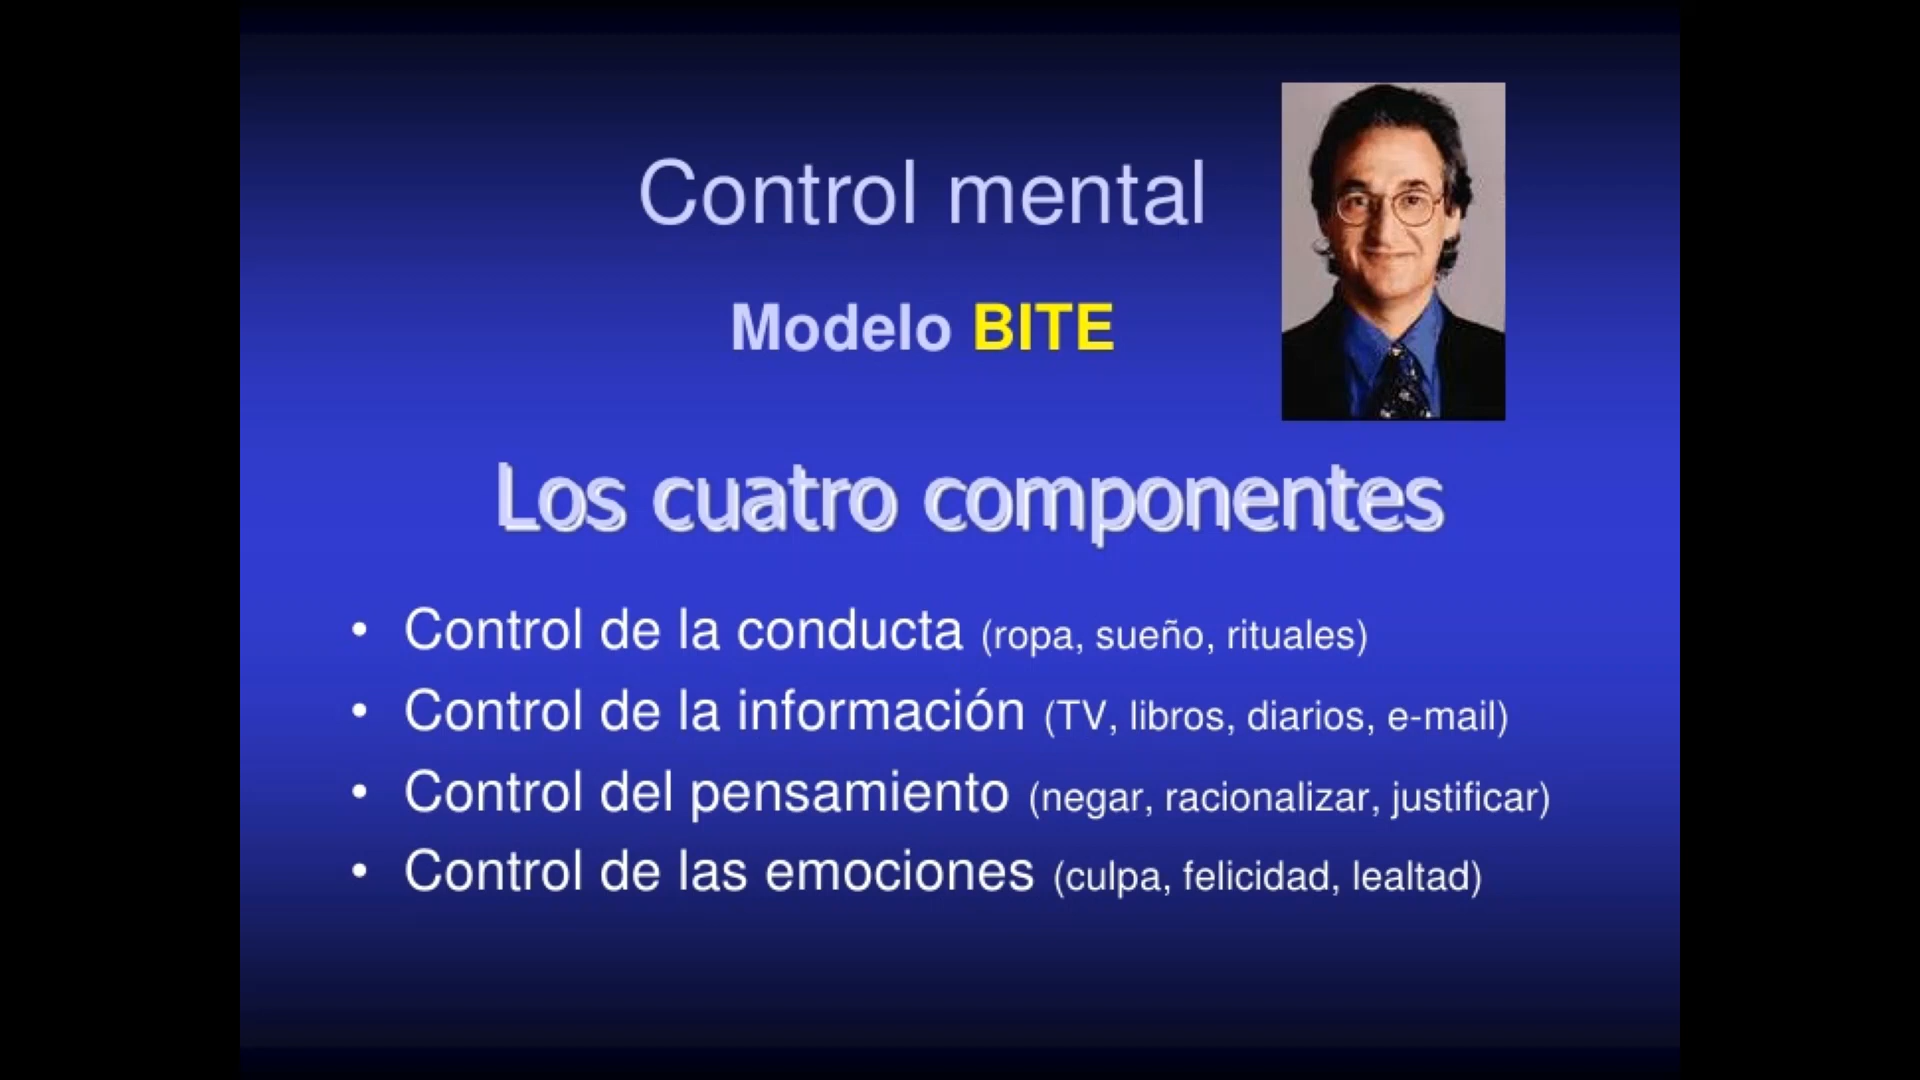 Control mental
Modelo BITE
Los cuatro componentes
• Control de la conducta (ropa, sueño, rituales)
• Control de la información (TV, libros, diarios, e-mail)
• Control del pensamiento (negar, racionalizar, justificar)
• Control de las emociones (culpa, felicidad, lealtad)